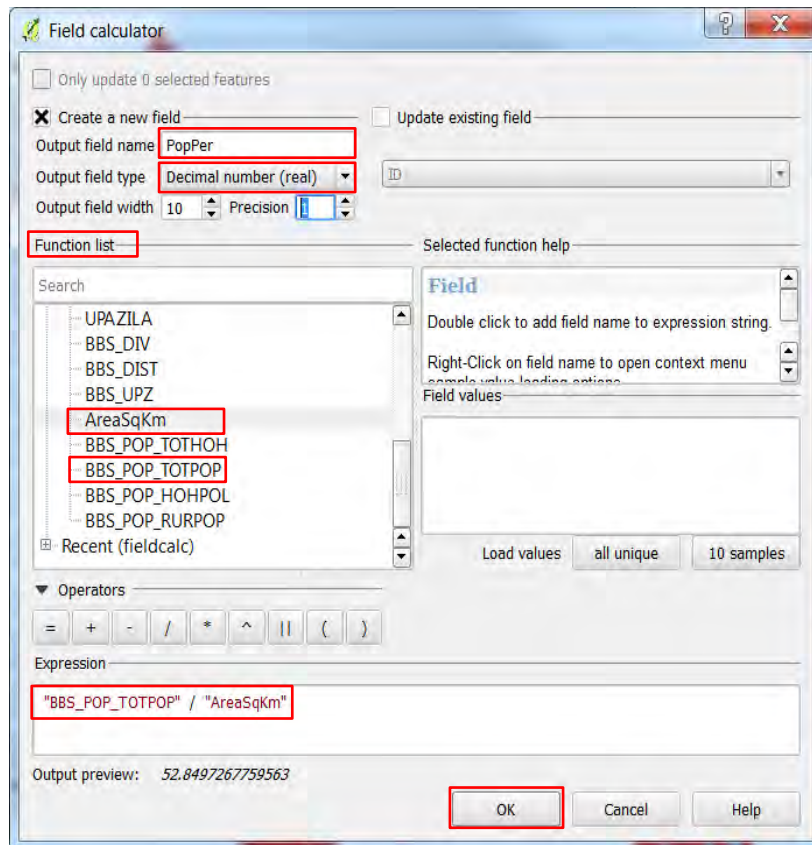 Field calculator
Only update 0 selected features
Create a new field
Update existing field
Output field name PopPer
Output field type Decimal number (real)
ID
Output field width 10 Precision 1
Function list
Selected function help
Search
UPAZILA
BBS_DIV
BBS_DIST
BBS_UPZ
AreaSqKm
BBS_POP_TOTHOH
BBS_POP_TOTPOP
BBS_POP_HOHPOL
BBS_POP_RURPOP
Recent (fieldcalc)
Field
Double click to add field name to expression string.
Right-Click on field name to open context menu
sample value loading options
Field values
Load values all unique 10 samples
Operators
= + - / * ^ || ( )
Expression
"BBS_POP_TOTPOP" / "AreaSqKm"
Output preview: 52.8497267759563
OK Cancel Help